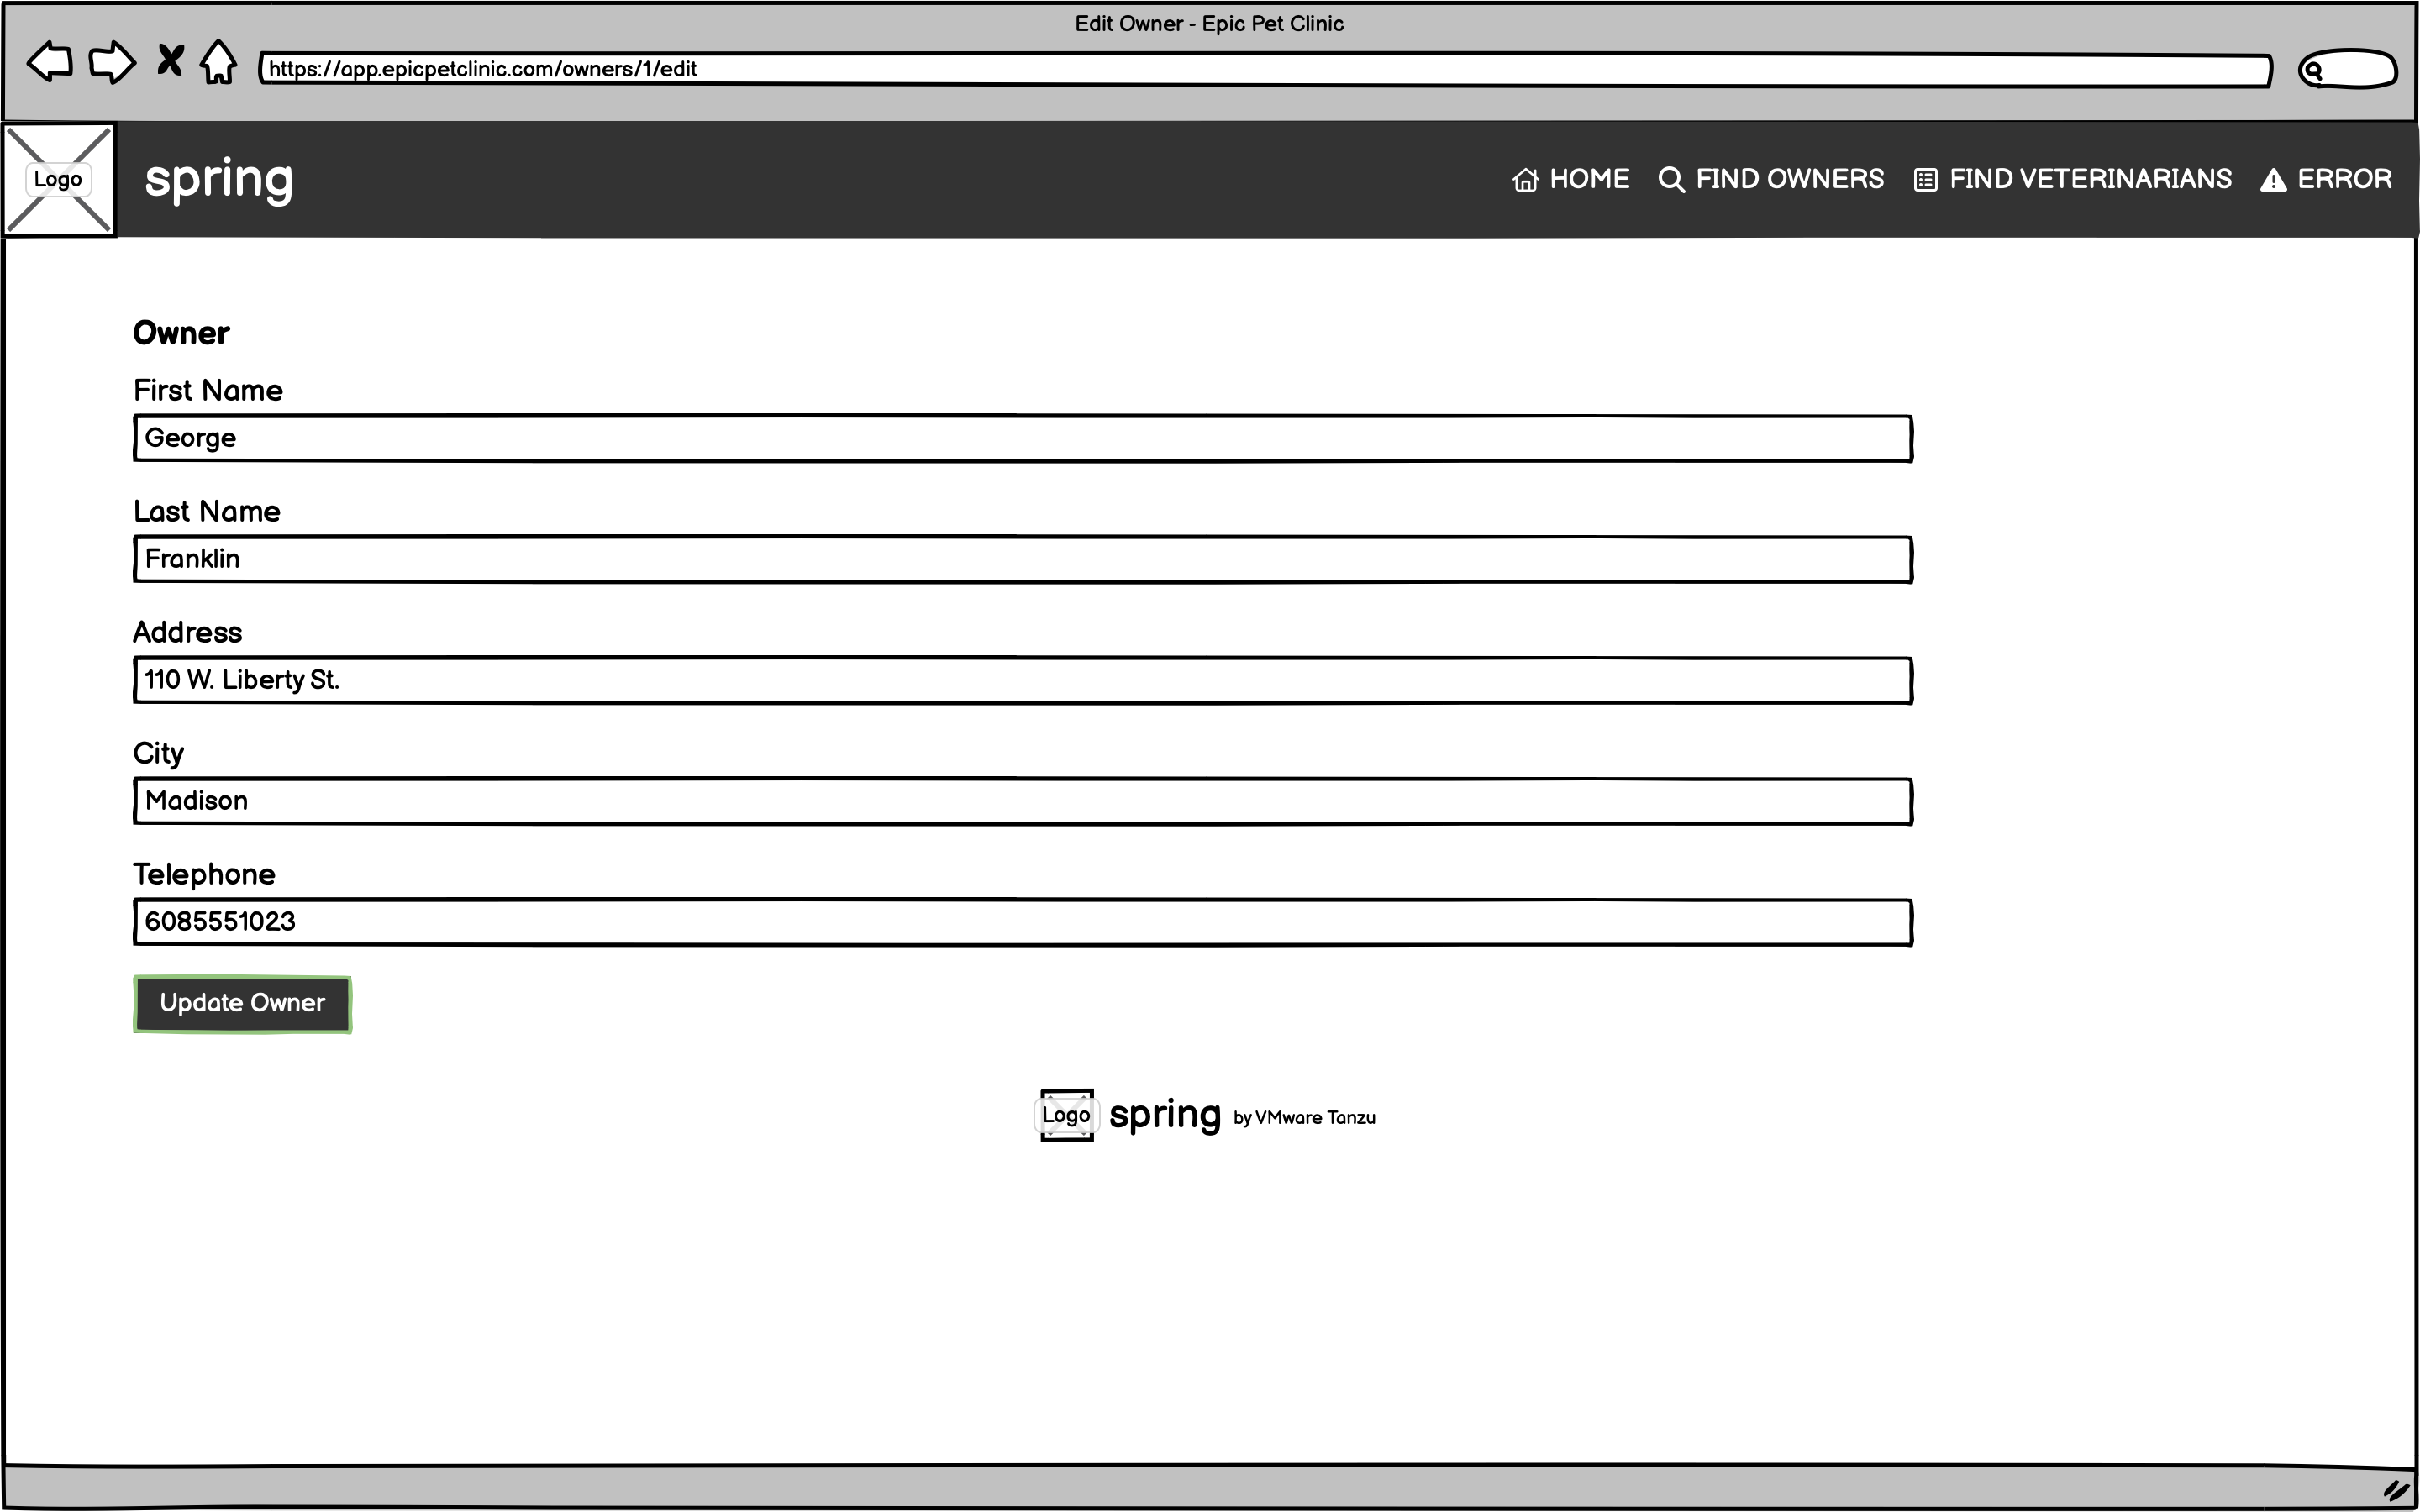 Edit Owner - Epic Pet Clinic
https://app.epicpetclinic.com/owners/1/edit
Logo
spring
HOME
FIND OWNERS
FIND VETERINARIANS
ERROR
Owner
First Name
George
Last Name
Franklin
Address
110 W. Liberty St.
City
Madison
Telephone
6085551023
Update Owner
Logo
spring by VMware Tanzu